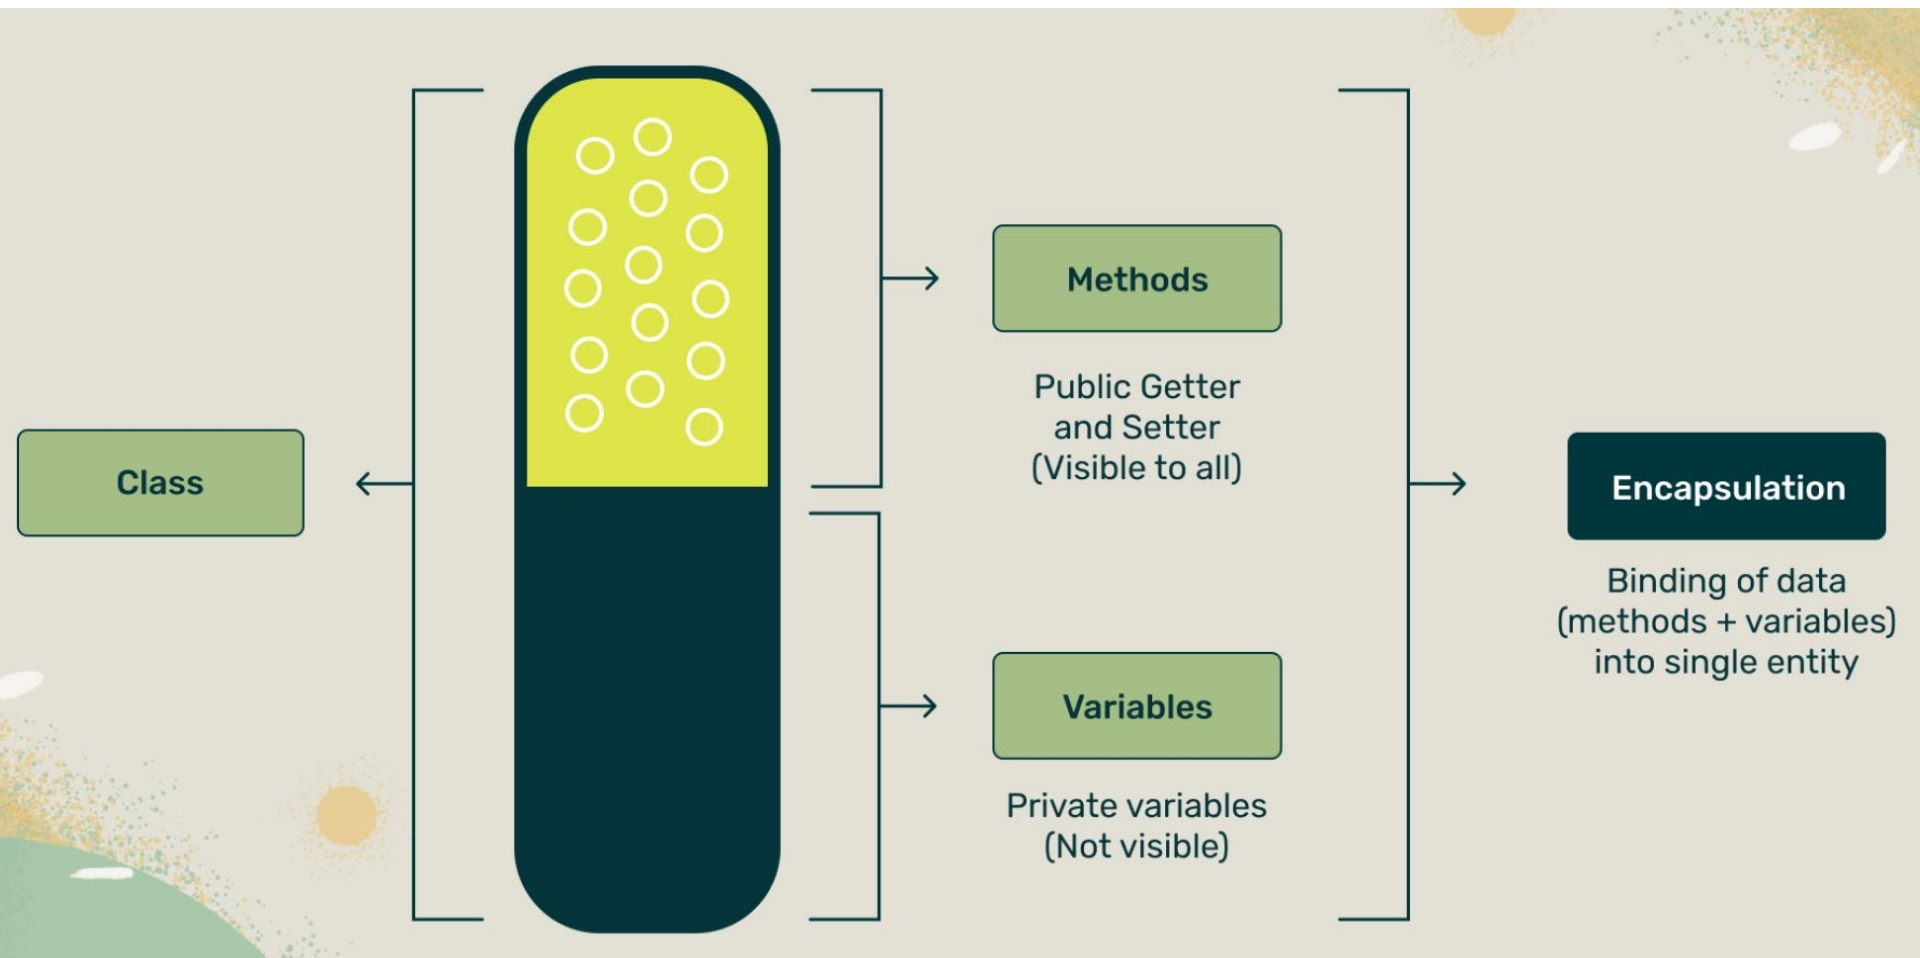 Class
Methods
Public Getter
and Setter
(Visible to all)
Variables
Private variables
(Not visible)
Encapsulation
Binding of data
(methods + variables)
into single entity